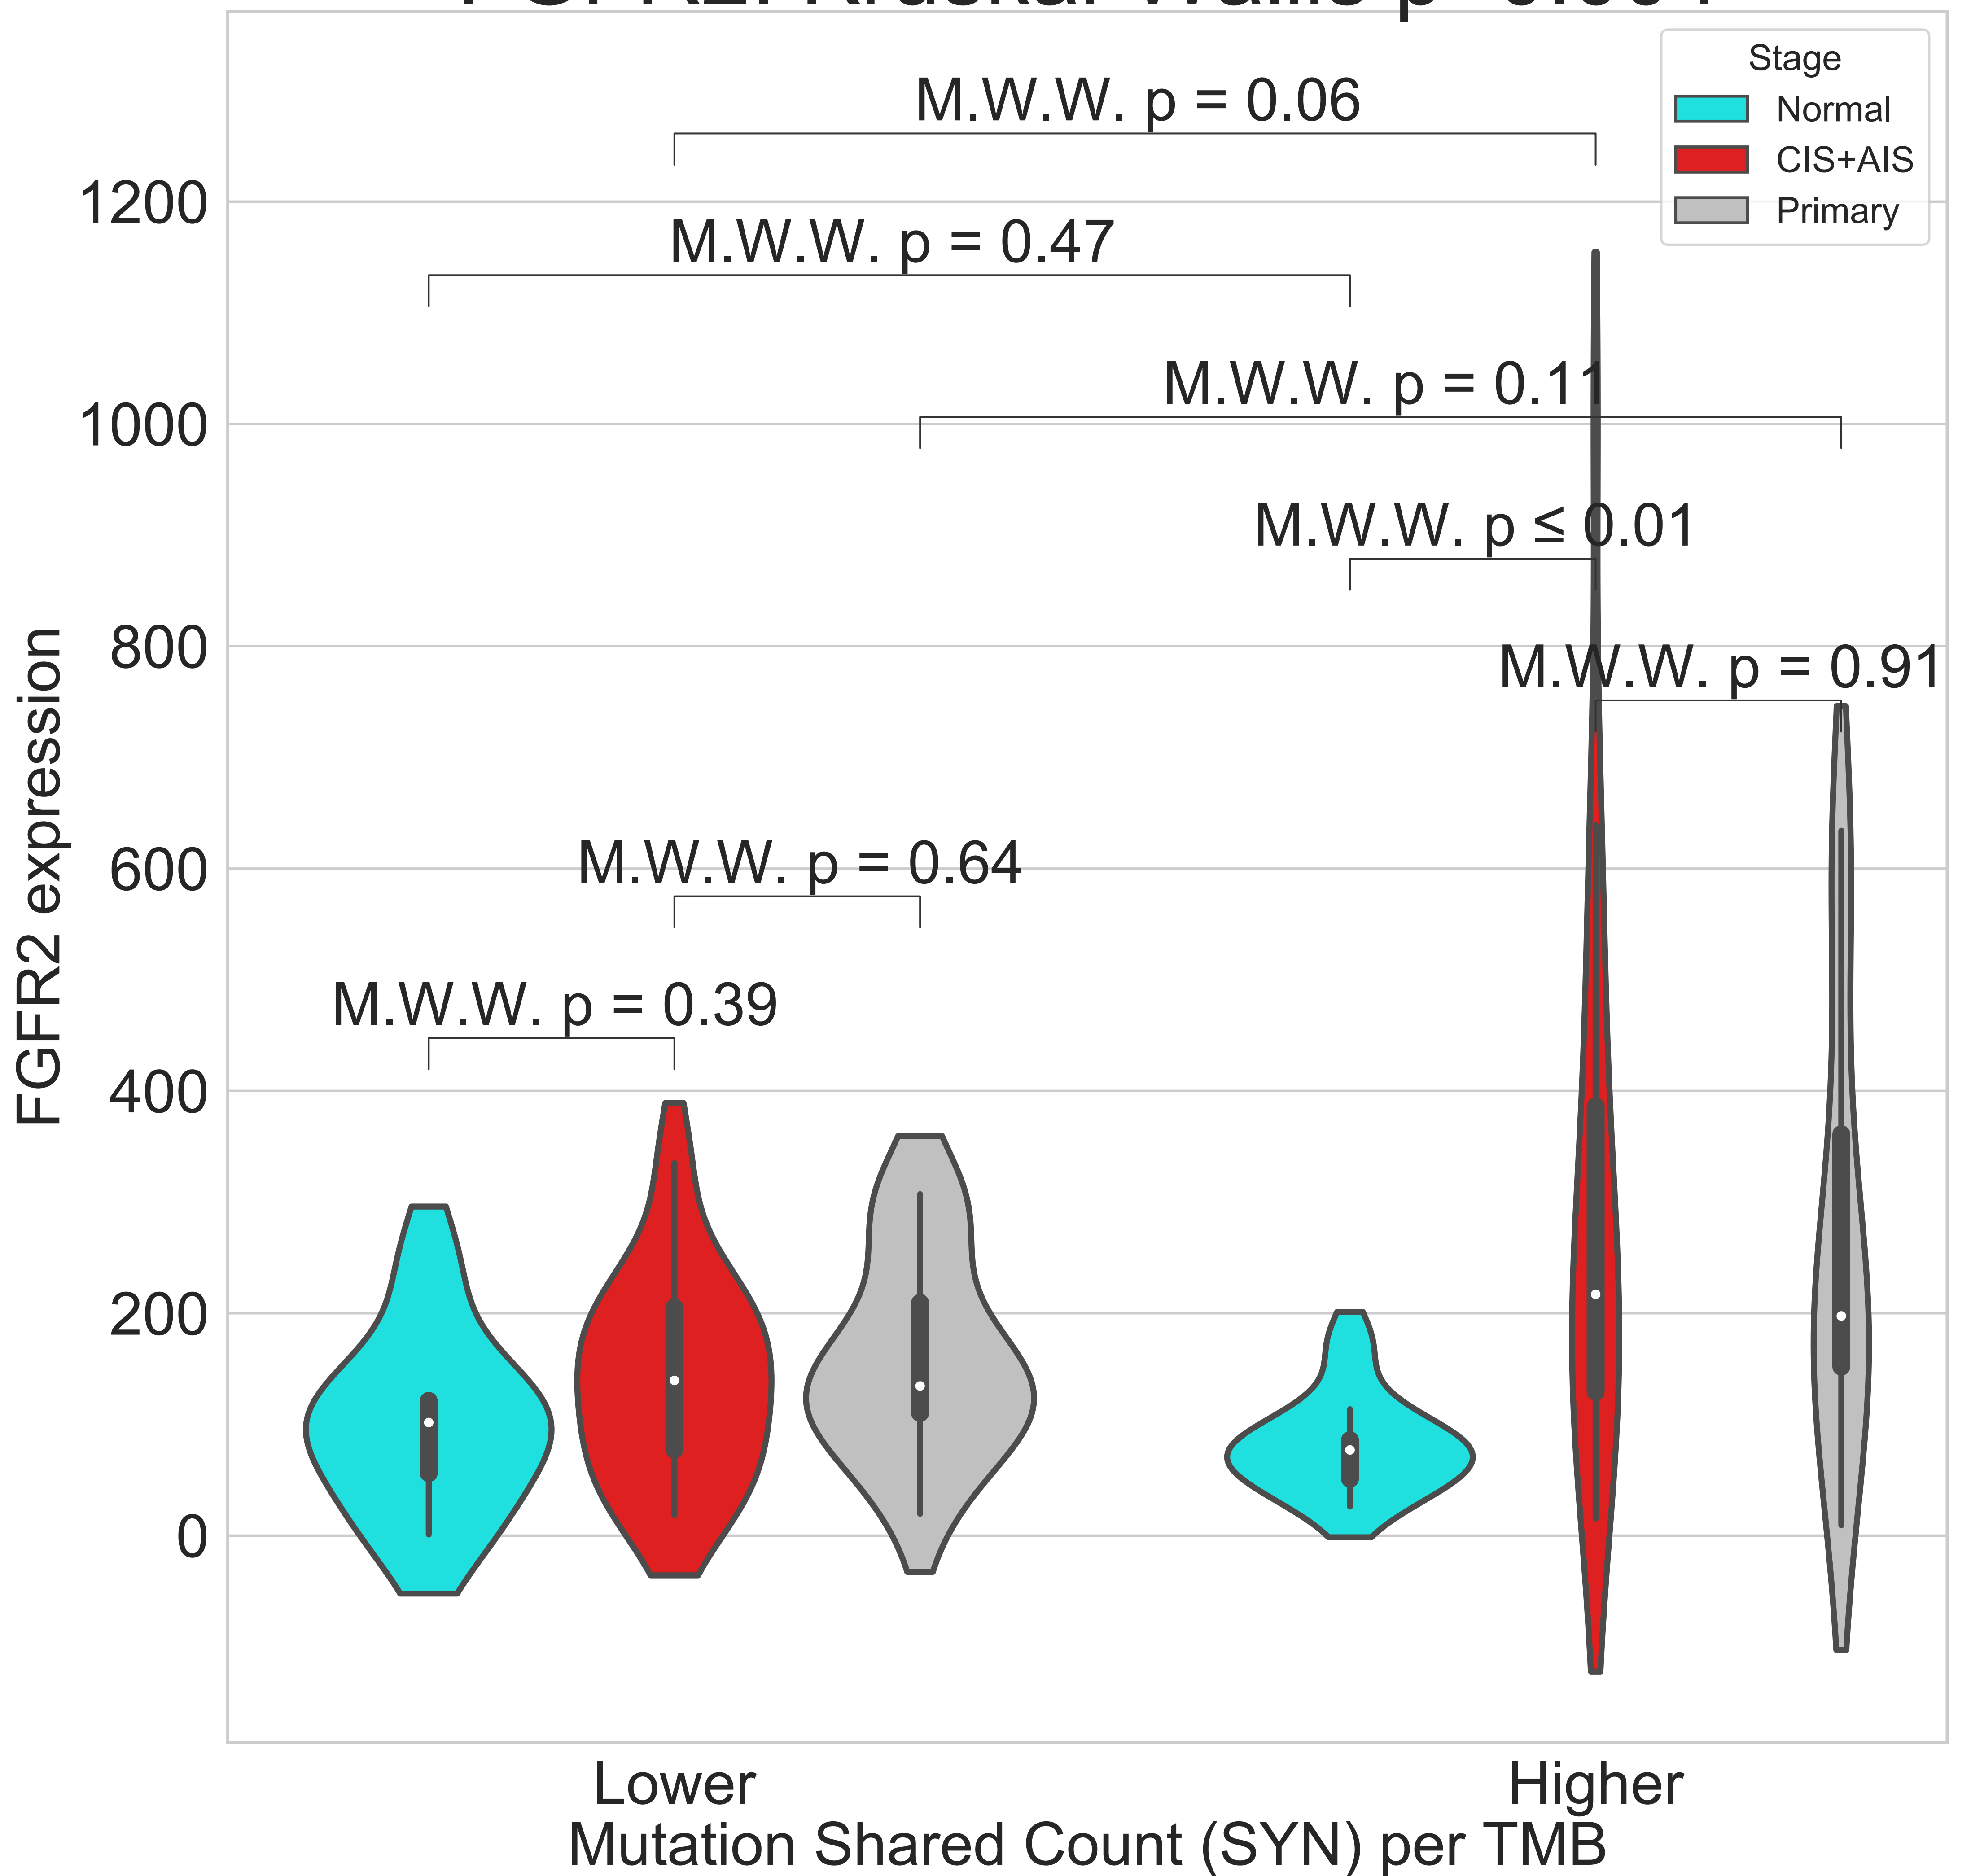 Stage
Normal
CIS+AIS
Primary
M.W.W. p = 0.06
M.W.W. p = 0.47
M.W.W. p = 0.11
M.W.W. p ≤ 0.01
M.W.W. p = 0.91
M.W.W. p = 0.64
M.W.W. p = 0.39
1200
1000
800
600
400
200
0
FGFR2 expression
Lower
Higher
Mutation Shared Count (SYN) per TMB